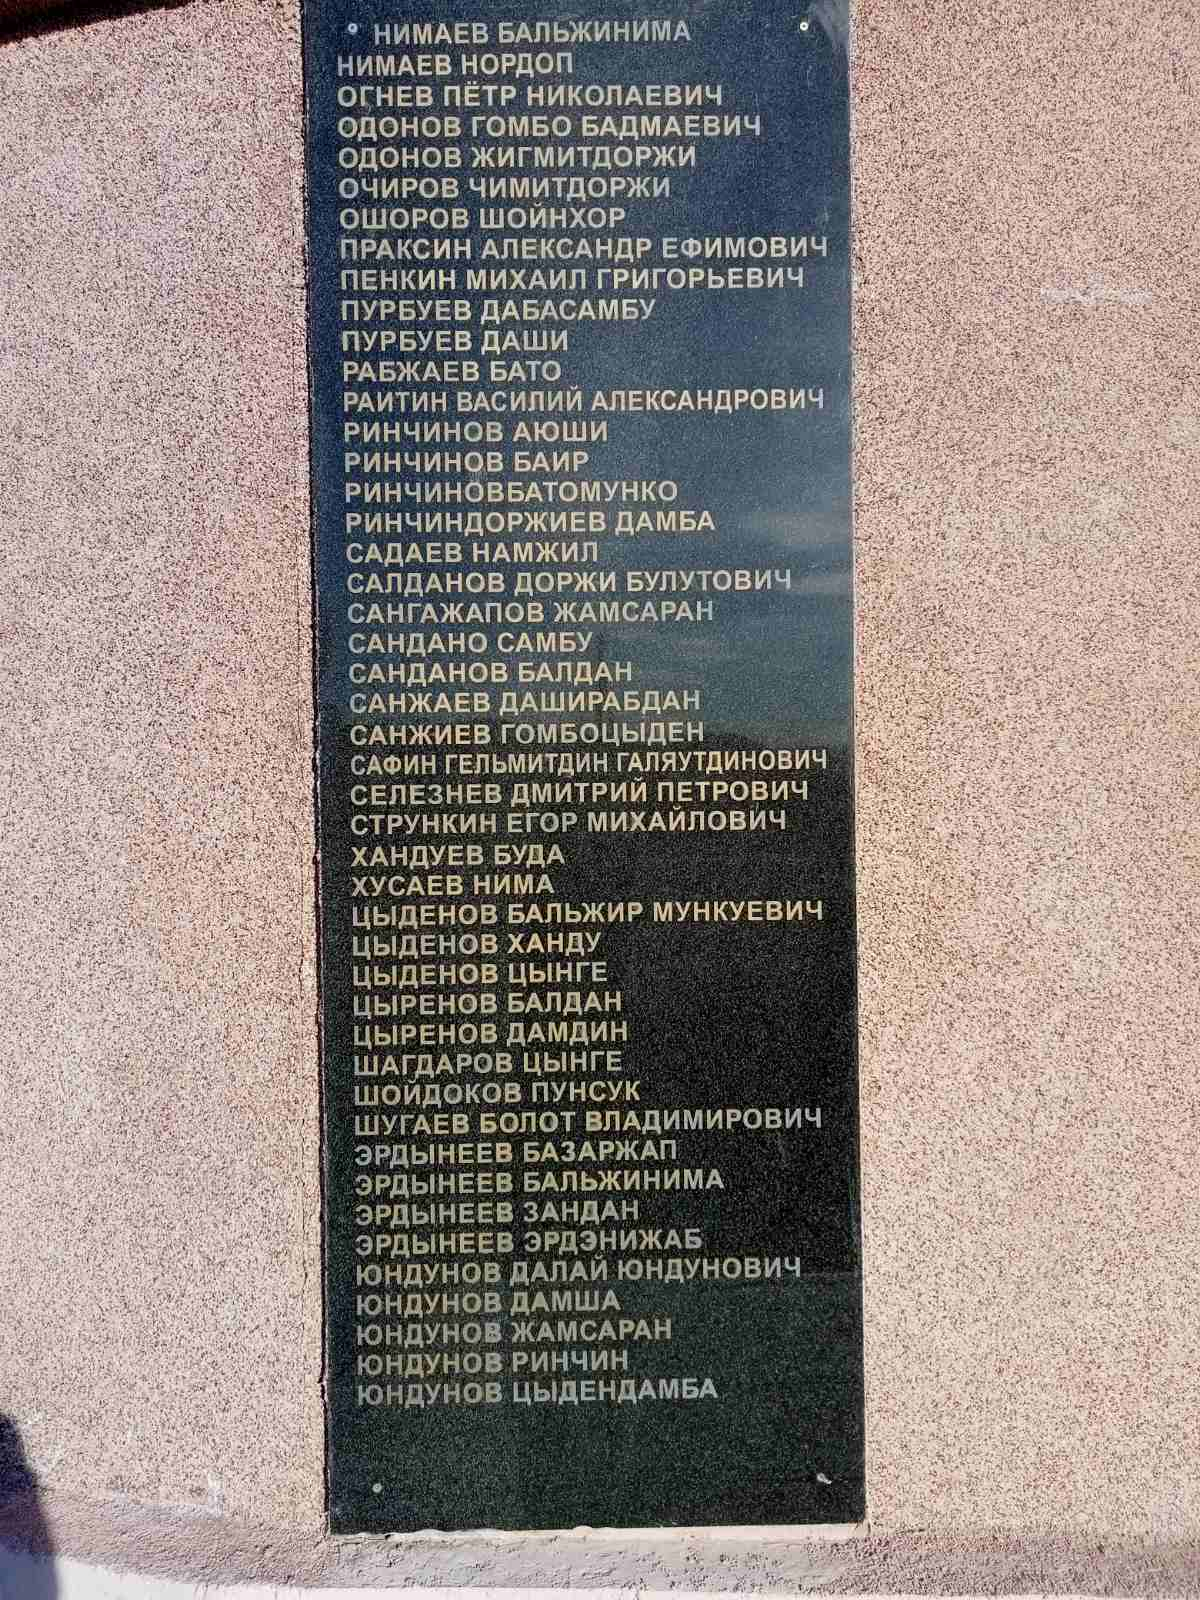 НИМАЕВ БАЛЬЖИНИМА
НИМАЕВ НОРДОП
ОГНЕВ ПЁТР НИКОЛАЕВИЧ
ОДОНОВ ГОМБО БАДМАЕВИЧ
ОДОНОВ ЖИГМИТДОРЖИ
ОЧИРОВ ЧИМИТДОРЖИ
ОШОРОВ ШОЙНХОР
ПРАКСИН АЛЕКСАНДР ЕФИМОВИЧ
ПЕНКИН МИХАИЛ ГРИГОРЬЕВИЧ
ПУРБУЕВ ДАБАСАМБУ
ПУРБУЕВ ДАШИ
РАБЖАЕВ БАТО
РАИТИН ВАСИЛИЙ АЛЕКСАНДРОВИЧ
РИНЧИНОВ АЮШИ
РИНЧИНОВ БАИР
РИНЧИНОВБАТОМУНКО
РИНЧИНДОРЖИЕВ ДАМБА
САДАЕВ НАМЖИЛ
САЛДАНОВ ДОРЖИ БУЛУТОВИЧ
САНГАЖАПОВ ЖАМСАРАН
САНДАНО САМБУ
САНДАНОВ БАЛДАН
САНЖАЕВ ДАШИРАБДАН
САНЖИЕВ ГОМБОЦЫДЕН
САФИН ГЕЛЬМИТДИН ГАЛЯУТДИНОВИЧ
СЕЛЕЗНЕВ ДМИТРИЙ ПЕТРОВИЧ
СТРУНКИН ЕГОР МИХАЙЛОВИЧ
ХАНДУЕВ БУДА
ХУСАЕВ НИМА
ЦЫДЕНОВ БАЛЬЖИР МУНКУЕВИЧ
ЦЫДЕНОВ ХАНДУ
ЦЫДЕНОВ ЦЫНГЕ
ЦЫРЕНОВ БАЛДАН
ЦЫРЕНОВ ДАМДИН
ШАГДАРОВ ЦЫНГЕ
ШОЙДОКОВ ПУНСУК
ШУГАЕВ БОЛОТ ВЛАДИМИРОВИЧ
ЭРДЫНЕЕВ БАЗАРЖАП
ЭРДЫНЕЕВ БАЛЬЖИНИМА
ЭРДЫНЕЕВ ЗАНДАН
ЭРДЫНЕЕВ ЭРДЭНИЖАБ
ЮНДУНОВ ДАЛАЙ ЮНДУНОВИЧ
ЮНДУНОВ ДАМША
ЮНДУНОВ ЖАМСАРАН
ЮНДУНОВ РИНЧИН
ЮНДУНОВ ЦЫДЕНДАМБА